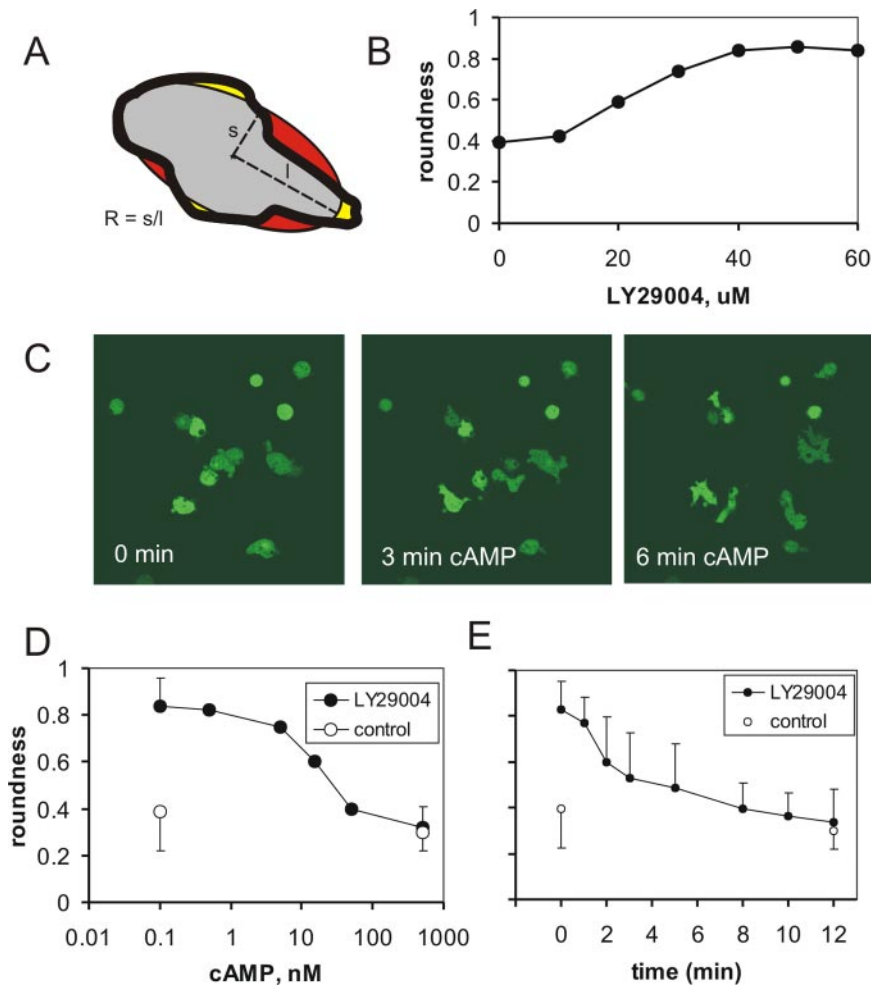 A
s
l
R = s/l
B
1
0.8
0.6
0.4
0.2
0
roundness
0 20 40 60
LY29004, uM
C
0 min
3 min cAMP
6 min cAMP
D
1
0.8
0.6
0.4
0.2
0
roundness
LY29004
control
0.01 0.1 1 10 100 1000
cAMP, nM
E
LY29004
control
0 2 4 6 8 10 12
time (min)